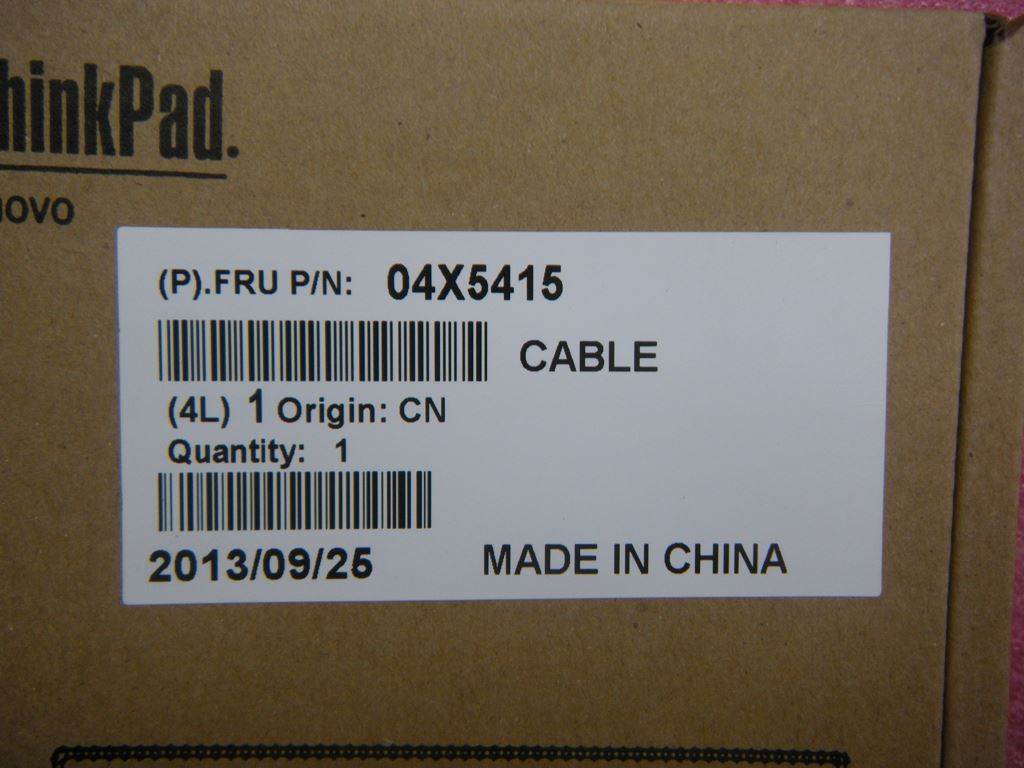 hinkPad.
novo
(P).FRU P/N: 04X5415
CABLE
(4L) 1 Origin: CN
Quantity: 1
2013/09/25
MADE IN CHINA